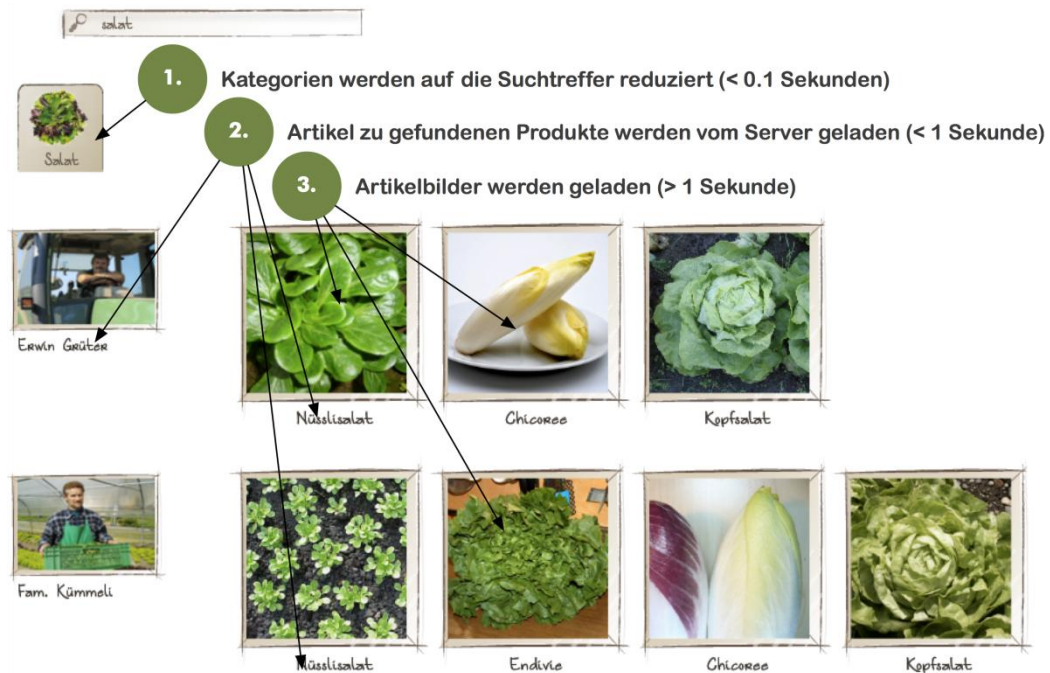 salat
1. Kategorien werden auf die Suchtreffer reduziert (< 0.1 Sekunden)
Salat
2. Artikel zu gefundenen Produkte werden vom Server geladen (< 1 Sekunde)
3. Artikelbilder werden geladen (> 1 Sekunde)
Erwin Grüter
Nüsslisalat Chicoree Kopfsalat
Fam. Kümmeli
Nüsslisalat Endivie Chicoree Kopfsalat